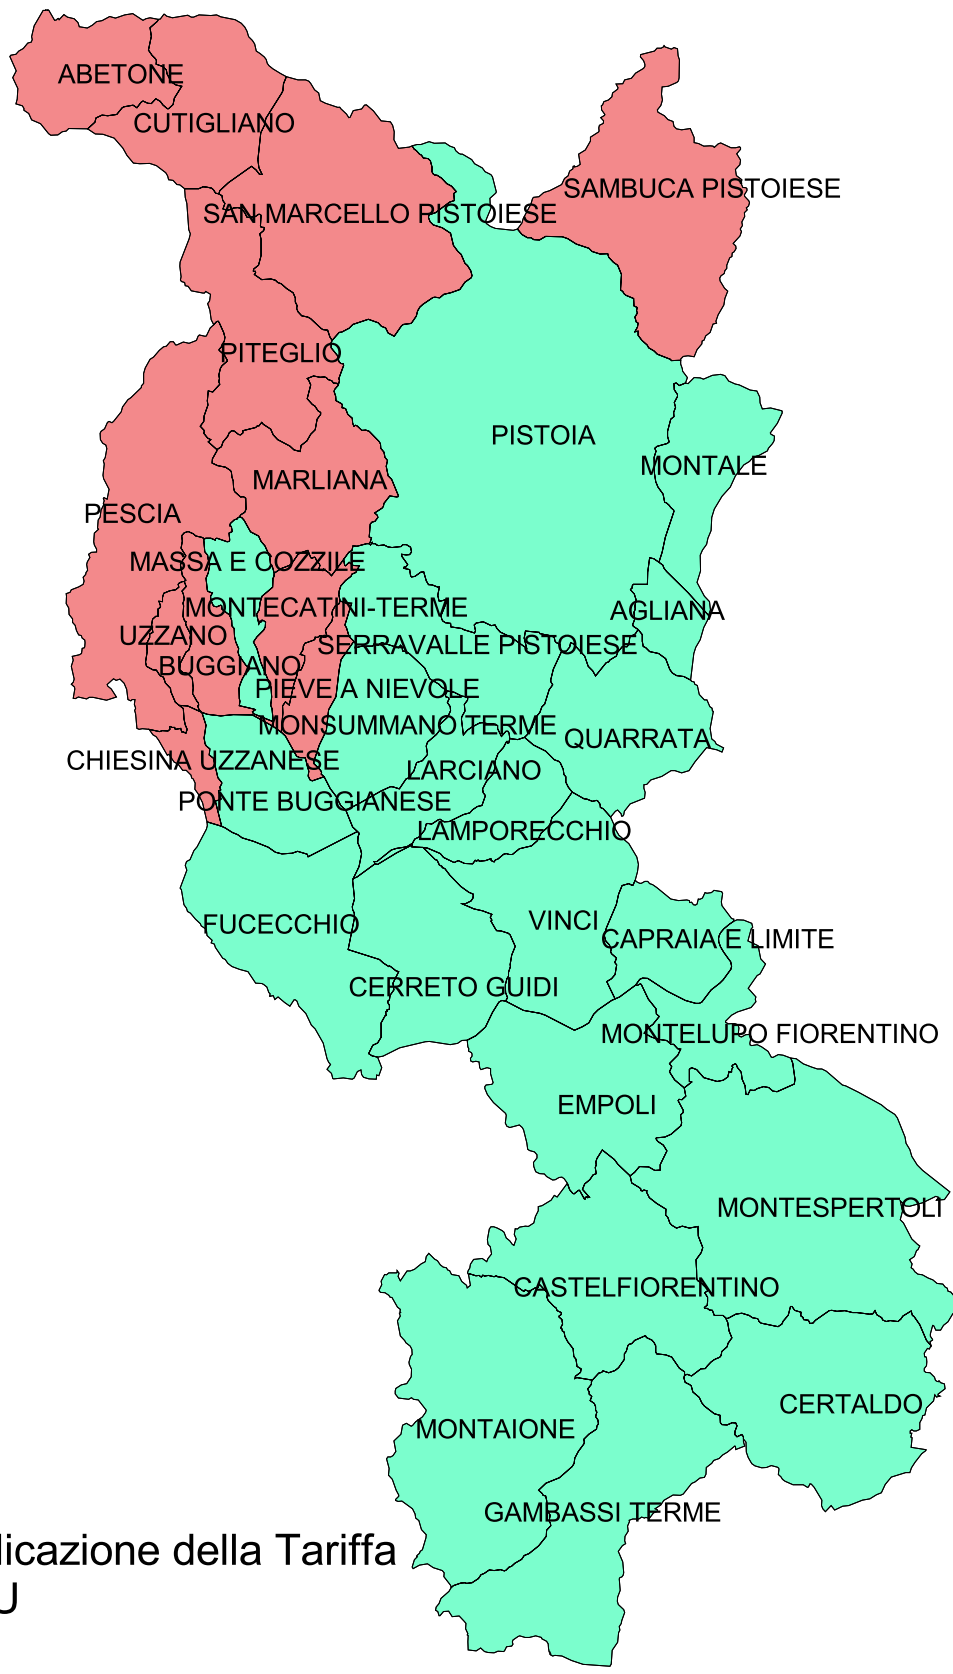 ABETONE
CUTIGLIANO
SAMBUCA PISTOIESE
SAN MARCELLO PISTOIESE
PITEGLIO
PISTOIA
MONTALE
MARLIANA
PESCIA
MASSA E COZZILE
MONTECATINI-TERME
AGLIANA
UZZANO
SERRAVALLE PISTOIESE
BUGGIANO
PIEVE A NIEVOLE
MONSUMMANO TERME
QUARRATA
CHIESINA UZZANESE
LARCIANO
PONTE BUGGIANESE
LAMPORECCHIO
FUCECCHIO
VINCI
CAPRAIA E LIMITE
CERRETO GUIDI
MONTELUPO FIORENTINO
EMPOLI
MONTESPERTOLI
CASTELFIORENTINO
CERTALDO
MONTAIONE
GAMBASSI TERME
licazione della Tariffa
U